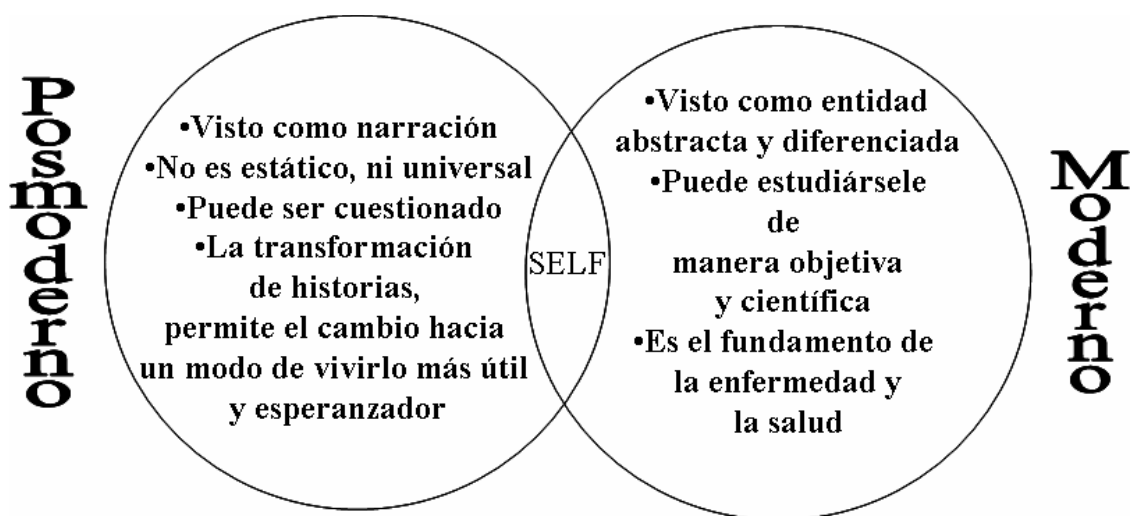 Posmoderno
•Visto como narración
•No es estático, ni universal
•Puede ser cuestionado
•La transformación
de historias,
permite el cambio hacia
un modo de vivirlo más útil
y esperanzador
SELF
•Visto como entidad
abstracta y diferenciada
•Puede estudiársele
de
manera objetiva
y científica
•Es el fundamento de
la enfermedad y
la salud
Moderno